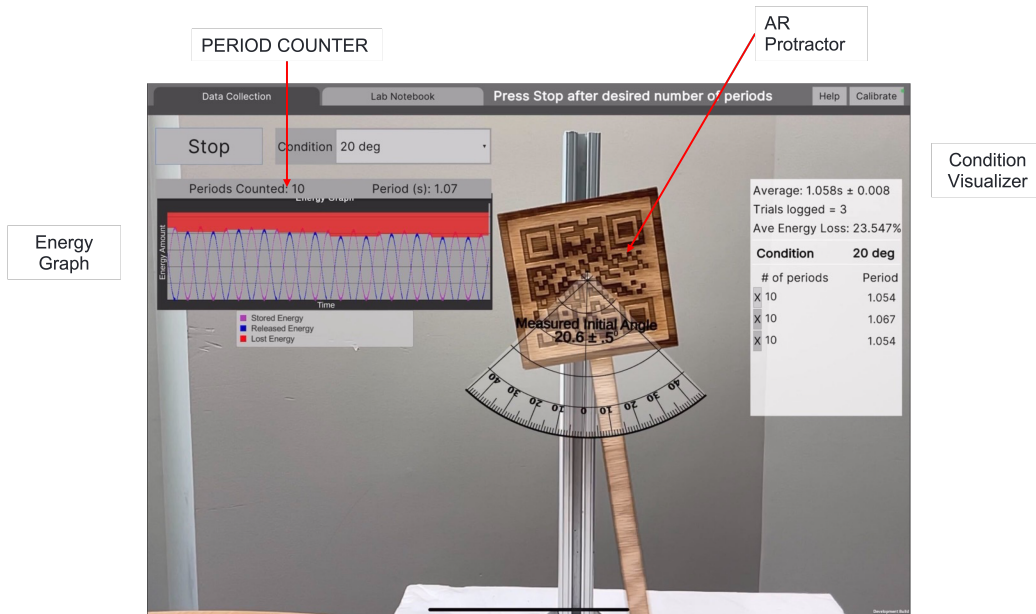 AR
Protractor
PERIOD COUNTER
Data Collection
Lab Notebook
Press Stop after desired number of periods
Help
Calibrate
Stop
Condition 20 deg
Periods Counted: 10 Period (s): 1.07
Energy Graph
Energy Amount
Time
Stored Energy
Released Energy
Lost Energy
Energy
Graph
Measured Initial Angle
20.6 ± .5⁰
40 30 20 10 0 10 20 30 40
Condition
Visualizer
Average: 1.058s ± 0.008
Trials logged = 3
Ave Energy Loss: 23.547%
Condition 20 deg
# of periods Period
X 10 1.054
X 10 1.067
X 10 1.054
Development Build